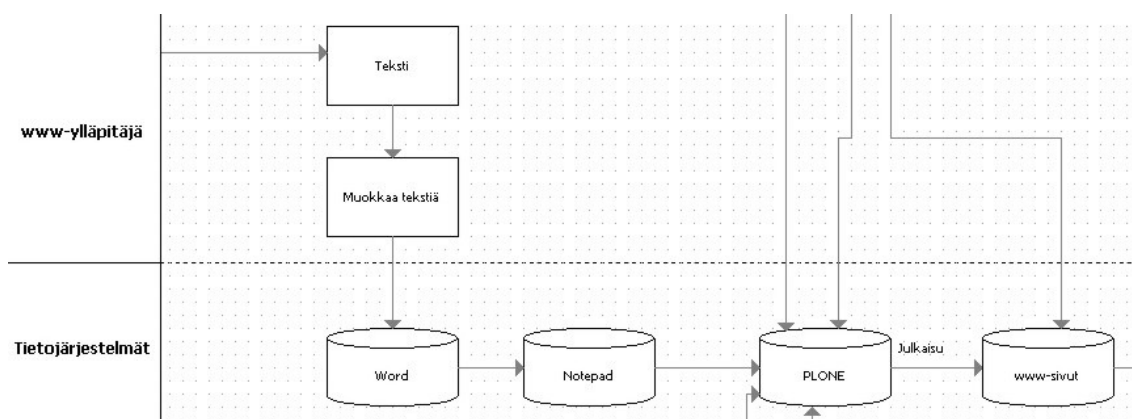 Teksti
www-ylläpitäjä
Muokkaa tekstiä
Tietojärjestelmät
Word
Notepad
PLONE
Julkaisu
www-sivut